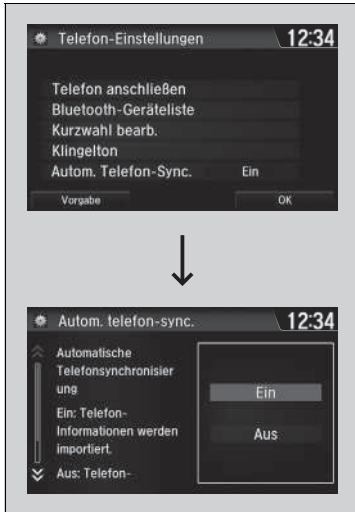 Telefon-Einstellungen 12:34
Telefon anschließen
Bluetooth-Geräteliste
Kurzwahl bearb.
Klingelton
Autom. Telefon-Sync. Ein
Vorgabe OK
Autom. telefon-sync. 12:34
Automatische
Telefonsynchronisier
ung
Ein: Telefon-
Informationen werden
importiert.
Aus: Telefon-
Ein
Aus